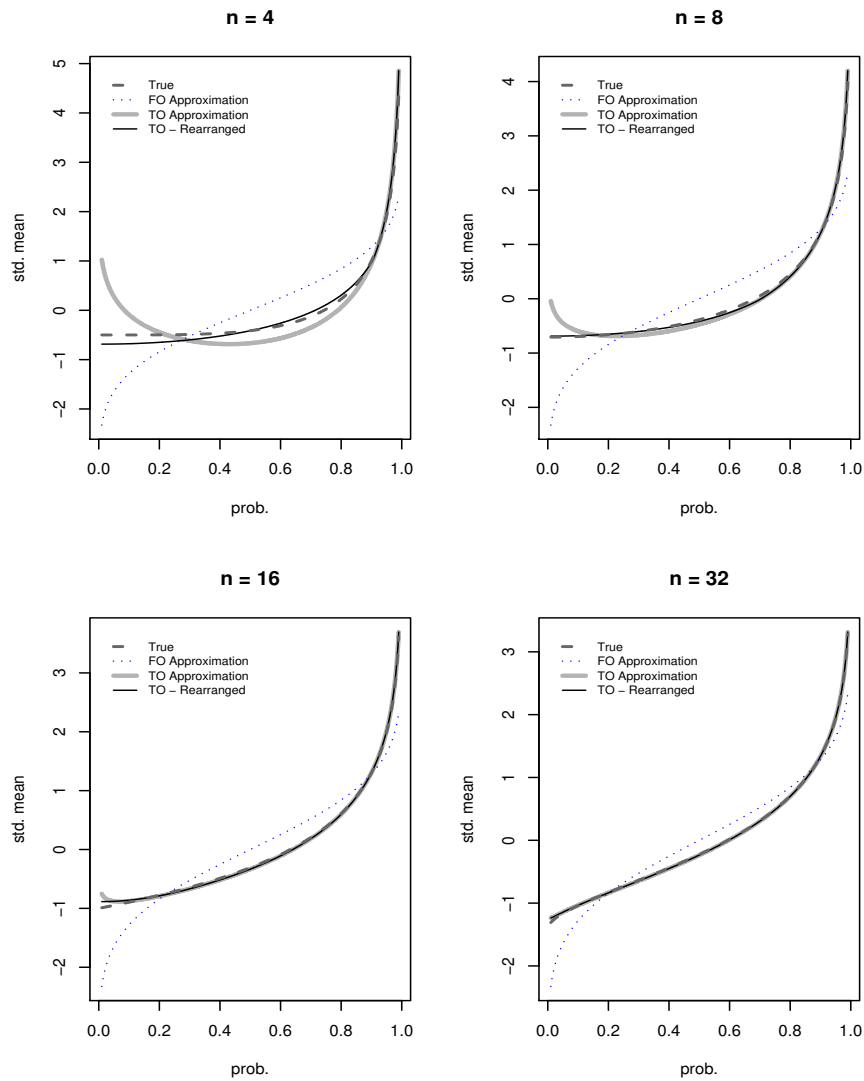 n = 4
std. mean
5
4
3
2
1
0
−1
−2
True
FO Approximation
TO Approximation
TO − Rearranged
0.0 0.2 0.4 0.6 0.8 1.0
prob.
n = 8
std. mean
4
3
2
1
0
−1
−2
True
FO Approximation
TO Approximation
TO − Rearranged
0.0 0.2 0.4 0.6 0.8 1.0
prob.
n = 16
std. mean
3
2
1
0
−1
−2
True
FO Approximation
TO Approximation
TO − Rearranged
0.0 0.2 0.4 0.6 0.8 1.0
prob.
n = 32
std. mean
3
2
1
0
−1
−2
True
FO Approximation
TO Approximation
TO − Rearranged
0.0 0.2 0.4 0.6 0.8 1.0
prob.